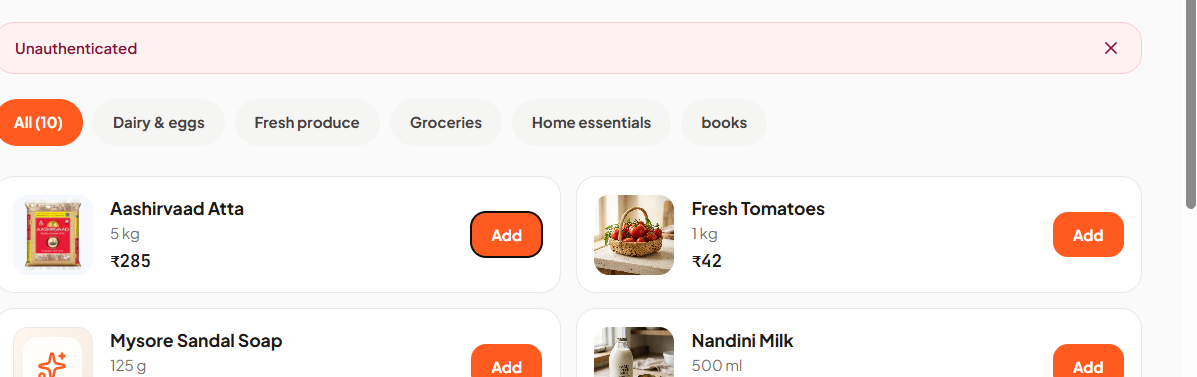 Unauthenticated
All (10)
Dairy & eggs
Fresh produce
Groceries
Home essentials
books
Aashirvaad Atta
5 kg
₹285
Add
Fresh Tomatoes
1 kg
₹42
Add
Mysore Sandal Soap
125 g
Add
Nandini Milk
500 ml
Add